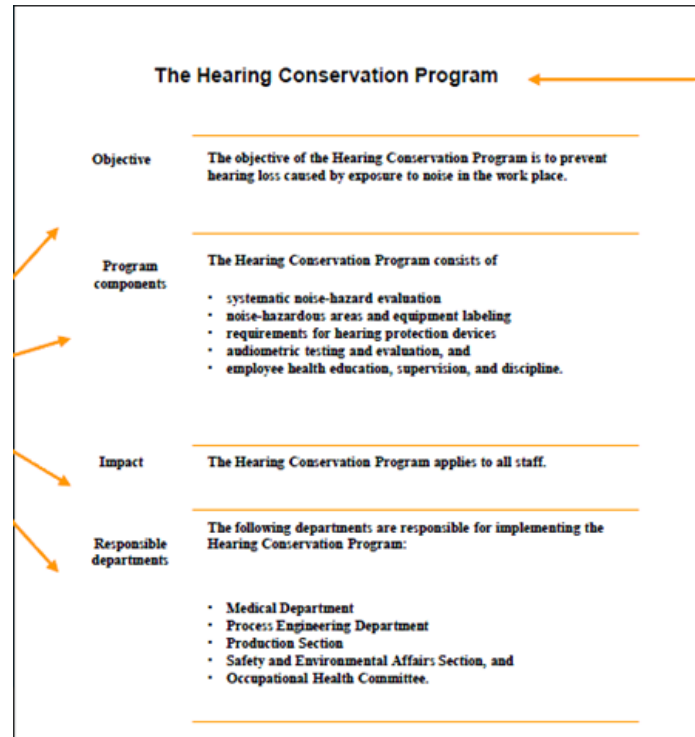 The Hearing Conservation Program
Objective
The objective of the Hearing Conservation Program is to prevent
hearing loss caused by exposure to noise in the work place.
Program
components
The Hearing Conservation Program consists of
• systematic noise-hazard evaluation
• noise-hazardous areas and equipment labeling
• requirements for hearing protection devices
• audiometric testing and evaluation, and
• employee health education, supervision, and discipline.
Impact
The Hearing Conservation Program applies to all staff.
Responsible
departments
The following departments are responsible for implementing the
Hearing Conservation Program:
• Medical Department
• Process Engineering Department
• Production Section
• Safety and Environmental Affairs Section, and
• Occupational Health Committee.